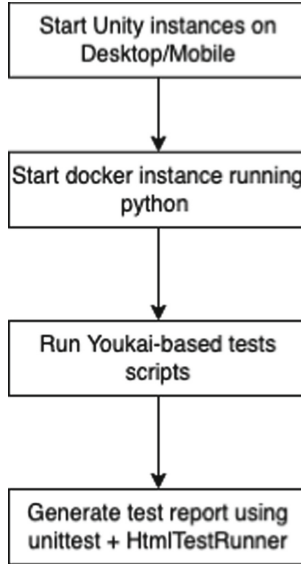 Start Unity instances on
Desktop/Mobile
Start docker instance running
python
Run Youkai-based tests
scripts
Generate test report using
unittest + HtmlTestRunner